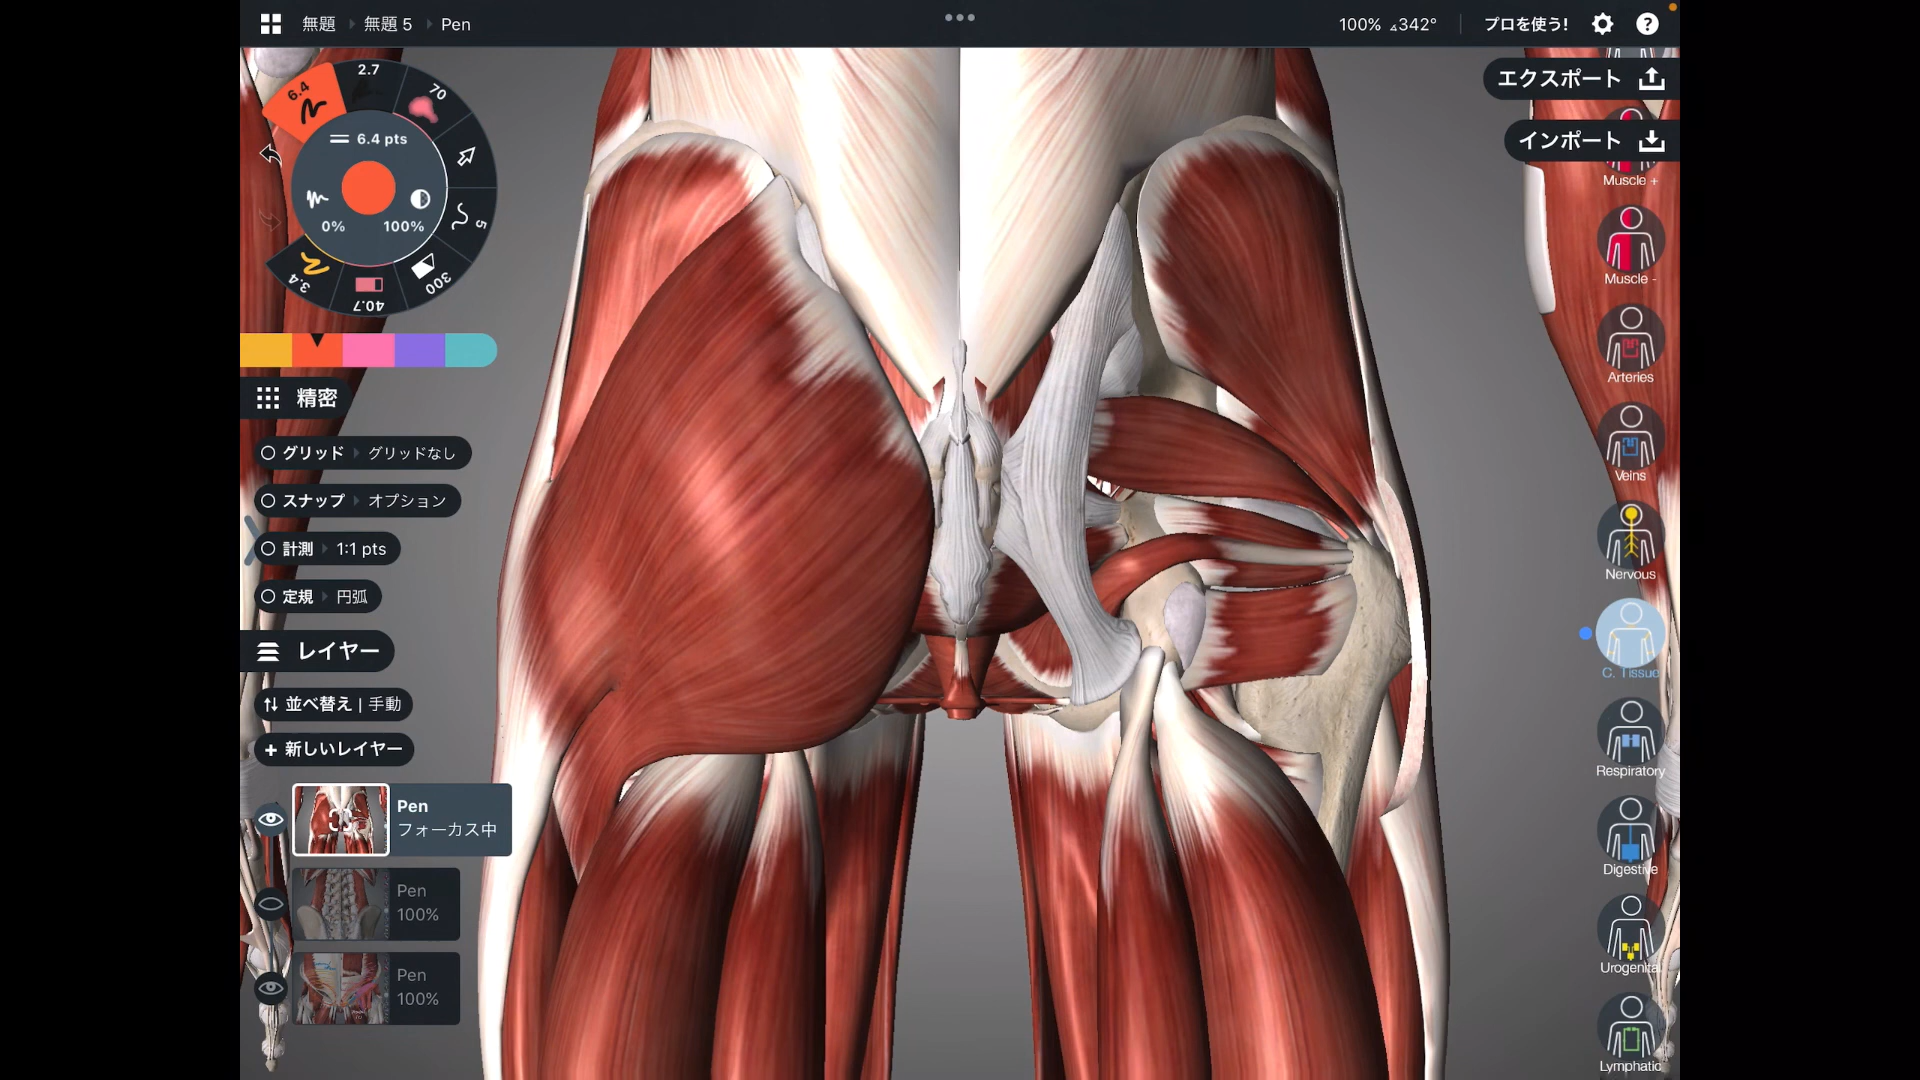 無題 無題 5 Pen
100% ⊿342° プロを使う!
エクスポート
インポート
2.7
70
6.4
6.4 pts
0% 100%
5
300
40.7
3.4
精密
グリッド グリッドなし
スナップ オプション
計測 1:1 pts
定規 円弧
レイヤー
並べ替え | 手動
+ 新しいレイヤー
Pen
フォーカス中
Pen
100%
Pen
100%
Muscle +
Muscle -
Arteries
Veins
Nervous
C. Tissue
Respiratory
Digestive
Urogenital
Lymphatic